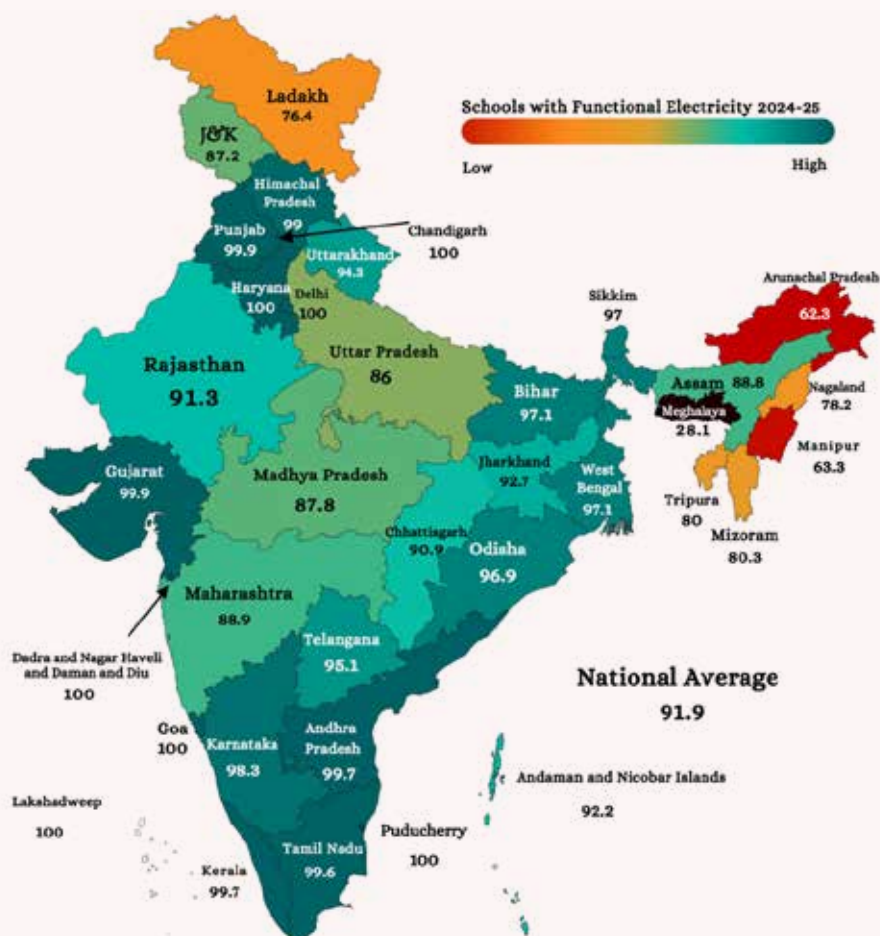 Ladakh
76.4
Schools with Functional Electricity 2024-25
Low
High
J&K
87.2
Himachal
Pradesh
99
Punjab
99.9
Chandigarh
100
Uttarakhand
94.3
Haryana
100
Delhi
100
Sikkim
97
Arunachal Pradesh
62.3
Rajasthan
91.3
Uttar Pradesh
86
Bihar
97.1
Assam 88.8
Nagaland
78.2
Meghalaya
28.1
Manipur
63.3
Gujarat
99.9
Madhya Pradesh
87.8
Jharkhand
92.7
West
Bengal
97.1
Tripura
80
Mizoram
80.3
Chhattisgarh
90.9
Odisha
96.9
Maharashtra
88.9
Telangana
95.1
Dadra and Nagar Haveli
and Daman and Diu
100
National Average
91.9
Goa
100
Karnataka
98.3
Andhra
Pradesh
99.7
Andaman and Nicobar Islands
92.2
Lakshadweep
100
Puducherry
100
Kerala
99.7
Tamil Nadu
99.6